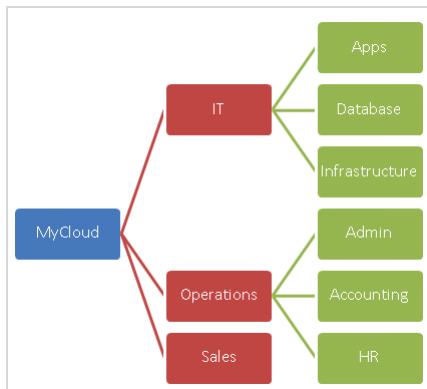 Apps
IT
Database
Infrastructure
MyCloud
Admin
Operations
Accounting
Sales
HR